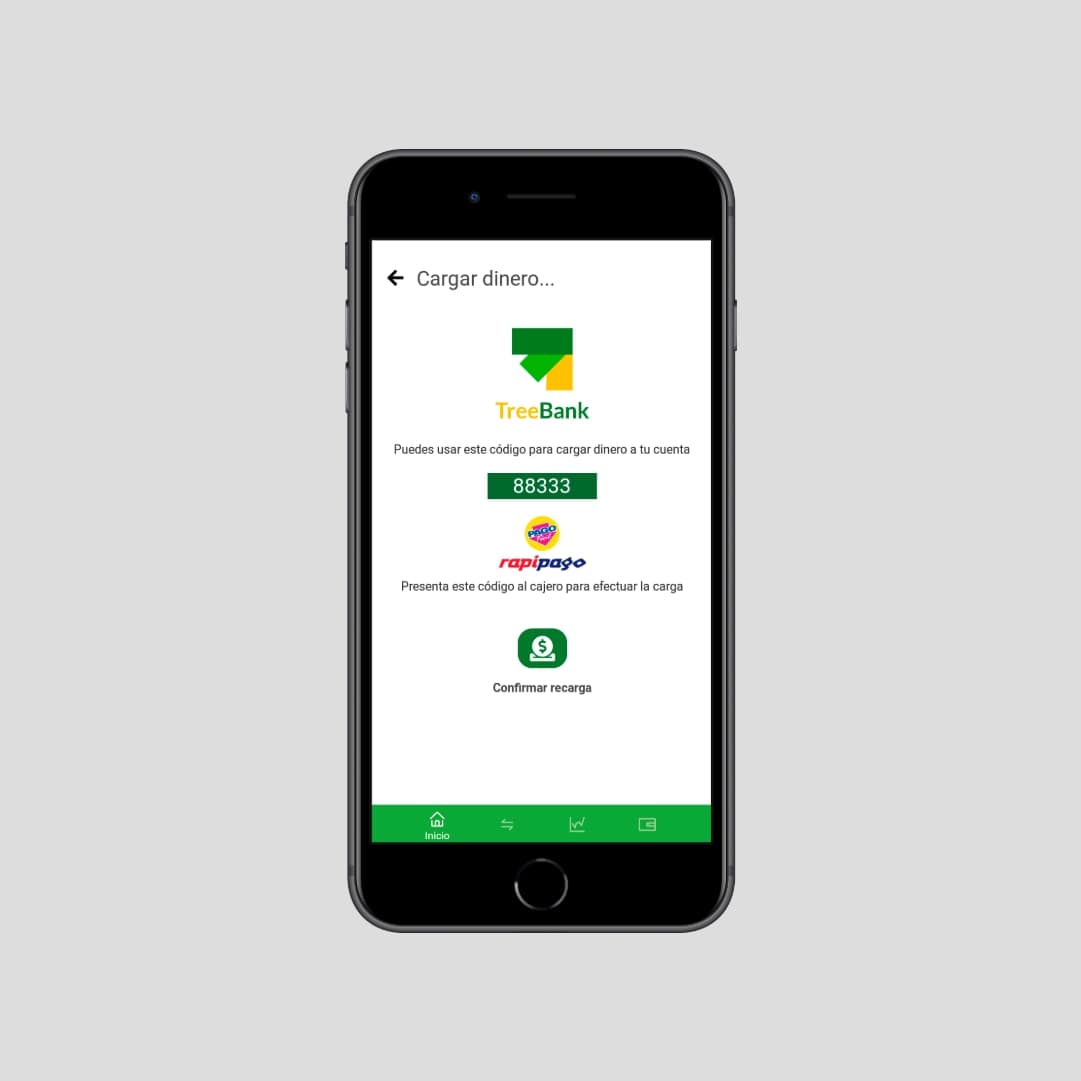 Cargar dinero...
TreeBank
Puedes usar este código para cargar dinero a tu cuenta
88333
PAGO
rapipago
Presenta este código al cajero para efectuar la carga
Confirmar recarga
Inicio